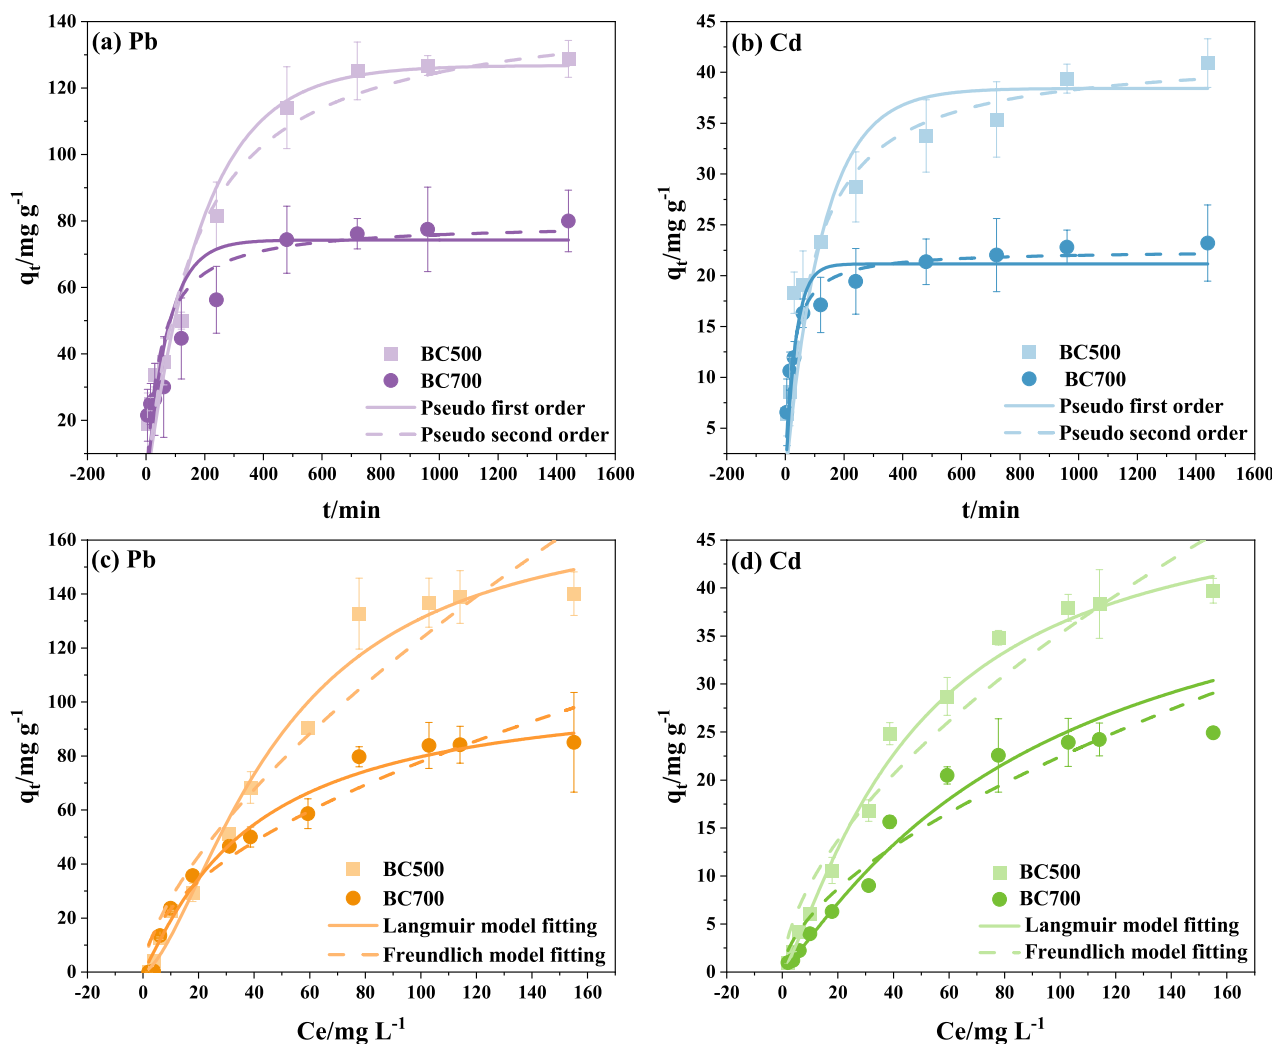 (a) Pb
140
120
100
80
60
40
20
qt/mg g-1
BC500
BC700
Pseudo first order
Pseudo second order
-200 0 200 400 600 800 1000 1200 1400 1600
t/min
(b) Cd
45
40
35
30
25
20
15
10
5
qt/mg g-1
BC500
BC700
Pseudo first order
Pseudo second order
-200 0 200 400 600 800 1000 1200 1400 1600
t/min
(c) Pb
160
140
120
100
80
60
40
20
0
qt/mg g-1
BC500
BC700
Langmuir model fitting
Freundlich model fitting
-20 0 20 40 60 80 100 120 140 160
Ce/mg L-1
(d) Cd
45
40
35
30
25
20
15
10
5
0
qt/mg g-1
BC500
BC700
Langmuir model fitting
Freundlich model fitting
-20 0 20 40 60 80 100 120 140 160
Ce/mg L-1